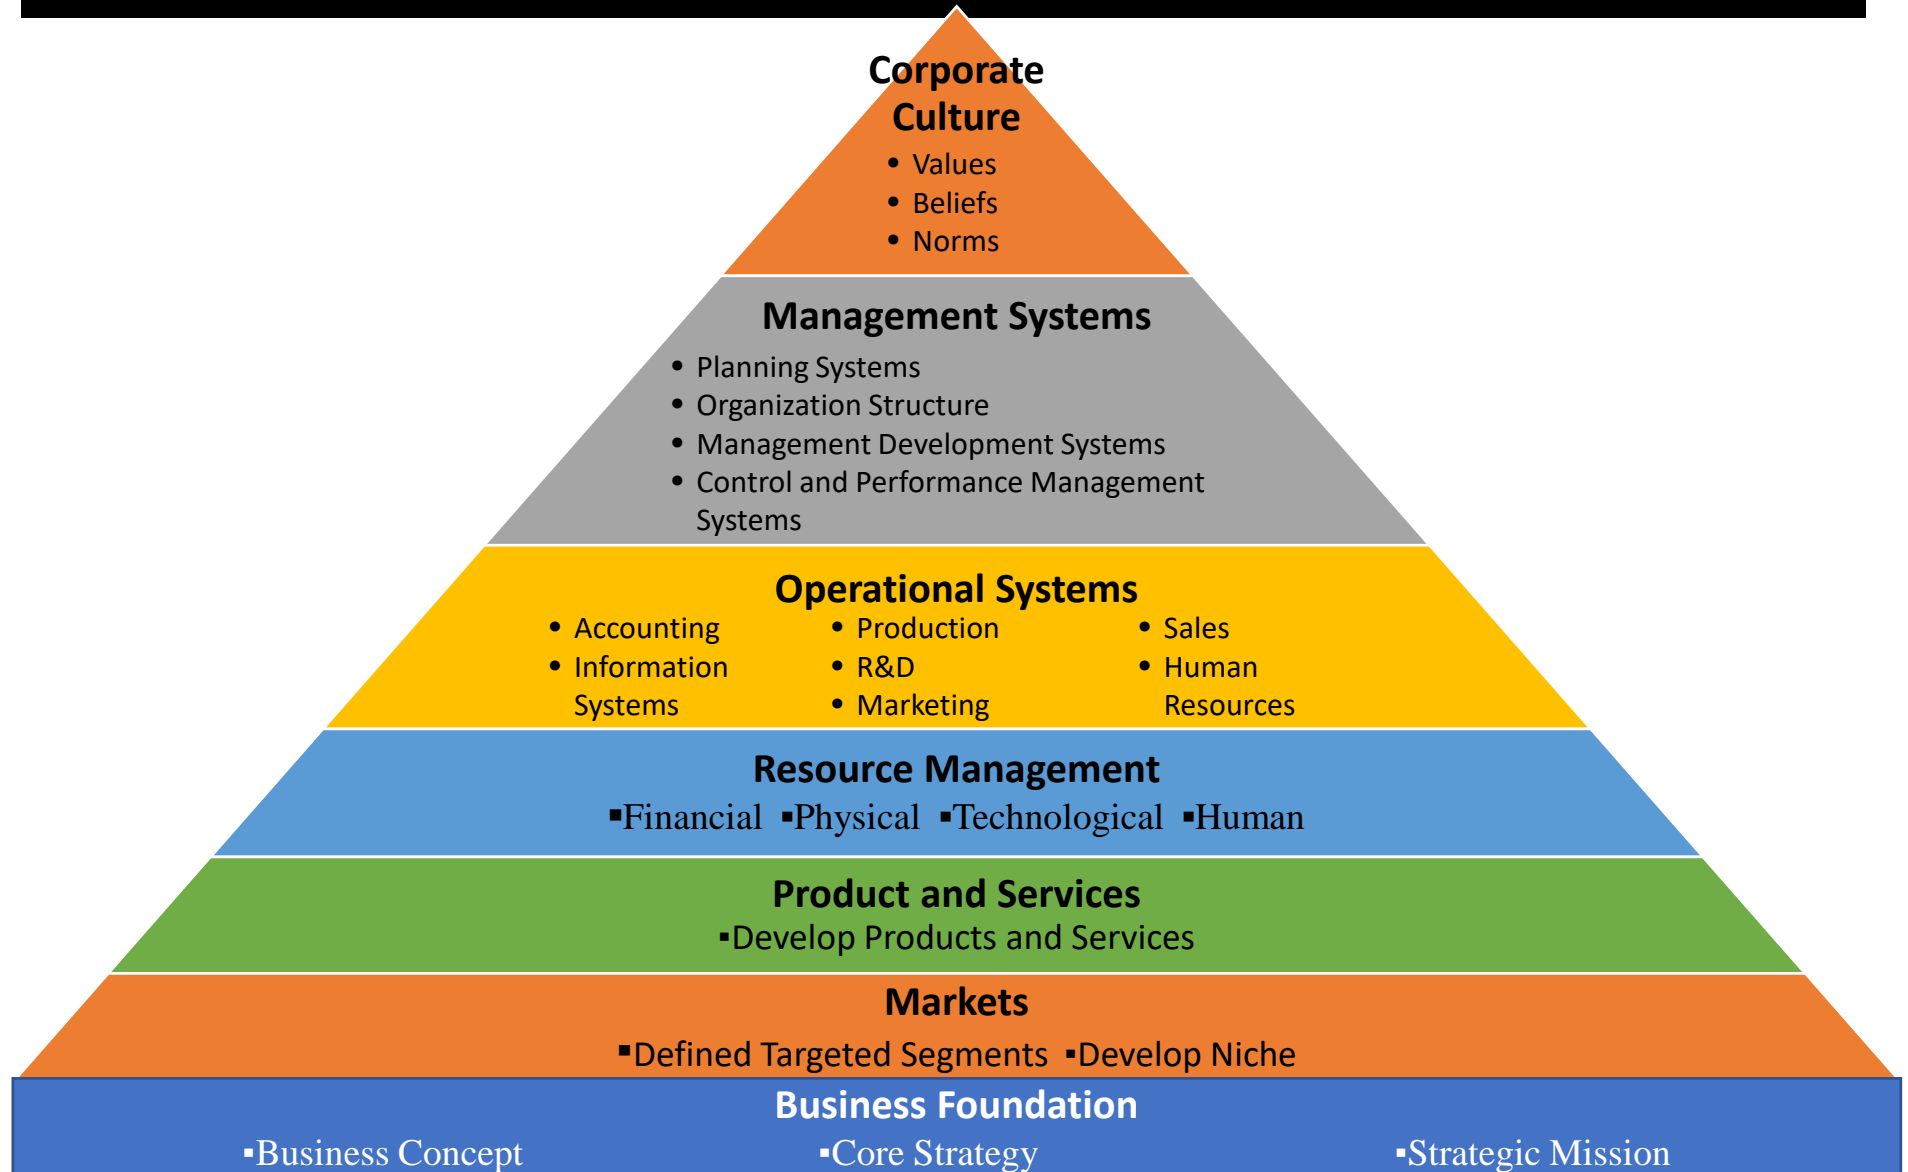 Corporate
Culture
• Values
• Beliefs
• Norms
Management Systems
• Planning Systems
• Organization Structure
• Management Development Systems
• Control and Performance Management
Systems
Operational Systems
• Accounting
• Information
Systems
• Production
• R&D
• Marketing
• Sales
• Human
Resources
Resource Management
▪Financial ▪Physical ▪Technological ▪Human
Product and Services
▪Develop Products and Services
Markets
▪Defined Targeted Segments ▪Develop Niche
Business Foundation
▪Business Concept ▪Core Strategy ▪Strategic Mission